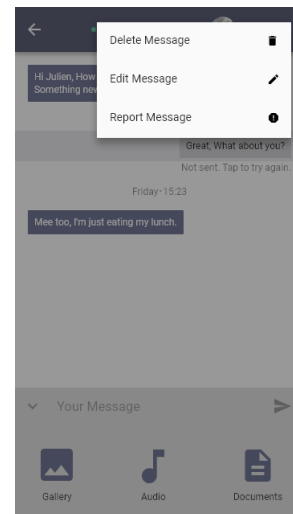 Delete Message
Edit Message
Report Message
Hi Julien, How
Something new
Great, What about you?
Not sent. Tap to try again.
Friday·15:23
Mee too, I'm just eating my lunch.
Your Message
Gallery
Audio
Documents